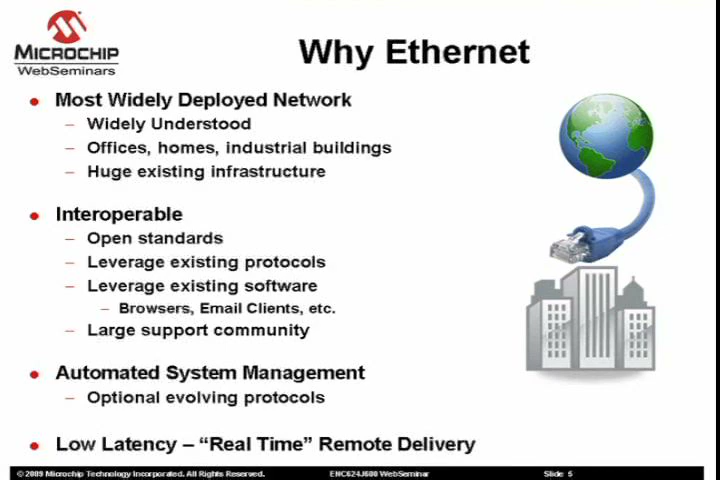 MICROCHIP
WebSeminars
Why Ethernet
Most Widely Deployed Network
– Widely Understood
– Offices, homes, industrial buildings
– Huge existing infrastructure
Interoperable
– Open standards
– Leverage existing protocols
– Leverage existing software
– Browsers, Email Clients, etc.
– Large support community
Automated System Management
– Optional evolving protocols
Low Latency – “Real Time” Remote Delivery
© 2009 Microchip Technology Incorporated. All Rights Reserved. ENC624J600 WebSeminar Slide 5